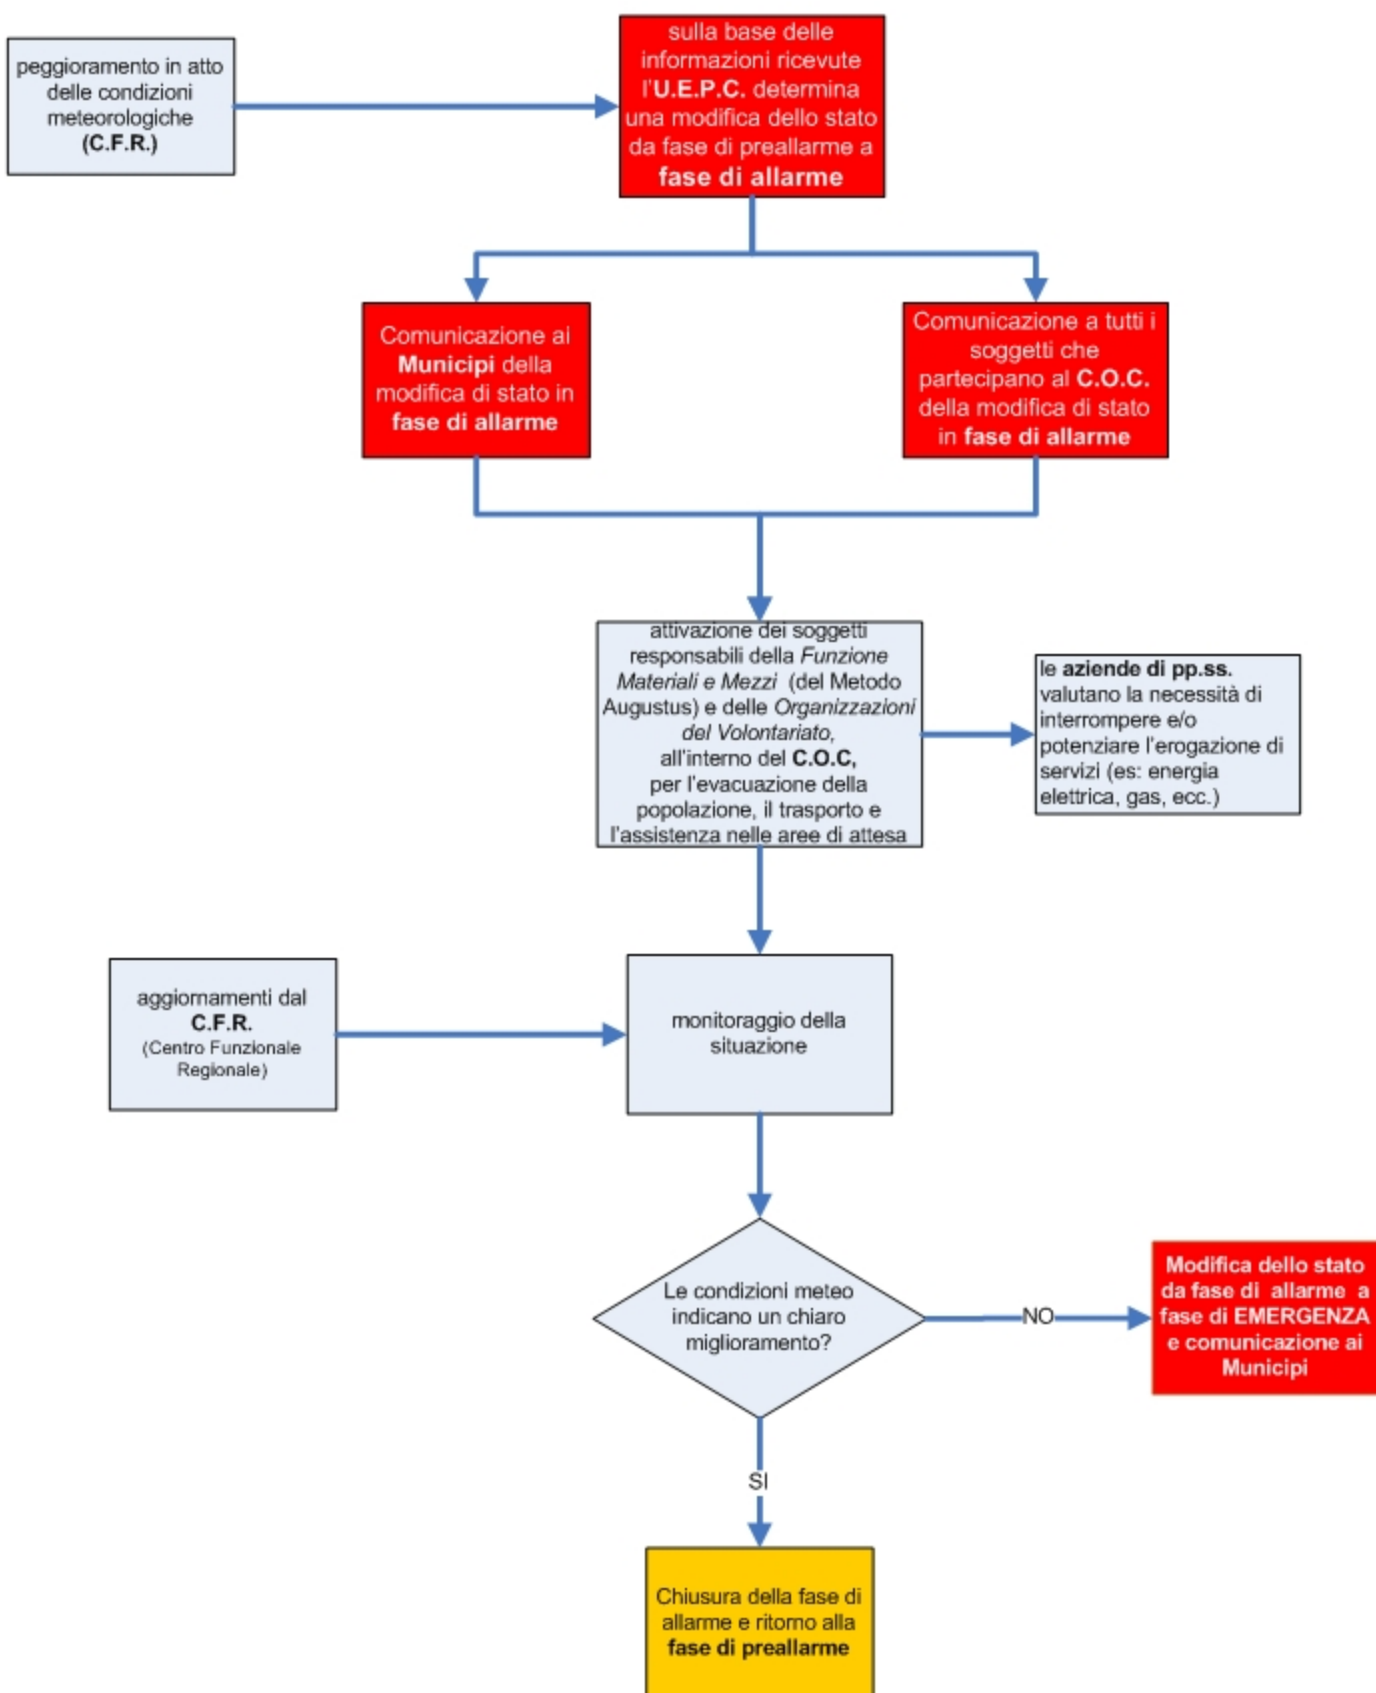 peggioramento in atto
delle condizioni
meteorologiche
(C.F.R.)
sulla base delle
informazioni ricevute
l'U.E.P.C. determina
una modifica dello stato
da fase di preallarme a
fase di allarme
Comunicazione ai
Municipi della
modifica di stato in
fase di allarme
Comunicazione a tutti i
soggetti che
partecipano al C.O.C.
della modifica di stato
in fase di allarme
attivazione dei soggetti
responsabili della Funzione
Materiali e Mezzi (del Metodo
Augustus) e delle Organizzazioni
del Volontariato,
all'interno del C.O.C,
per l'evacuazione della
popolazione, il trasporto e
l'assistenza nelle aree di attesa
le aziende di pp.ss.
valutano la necessità di
interrompere e/o
potenziare l'erogazione di
servizi (es: energia
elettrica, gas, ecc.)
aggiornamenti dal
C.F.R.
(Centro Funzionale
Regionale)
monitoraggio della
situazione
Le condizioni meteo
indicano un chiaro
miglioramento?
NO
Modifica dello stato
da fase di allarme a
fase di EMERGENZA
e comunicazione ai
Municipi
SI
Chiusura della fase di
allarme e ritorno alla
fase di preallarme